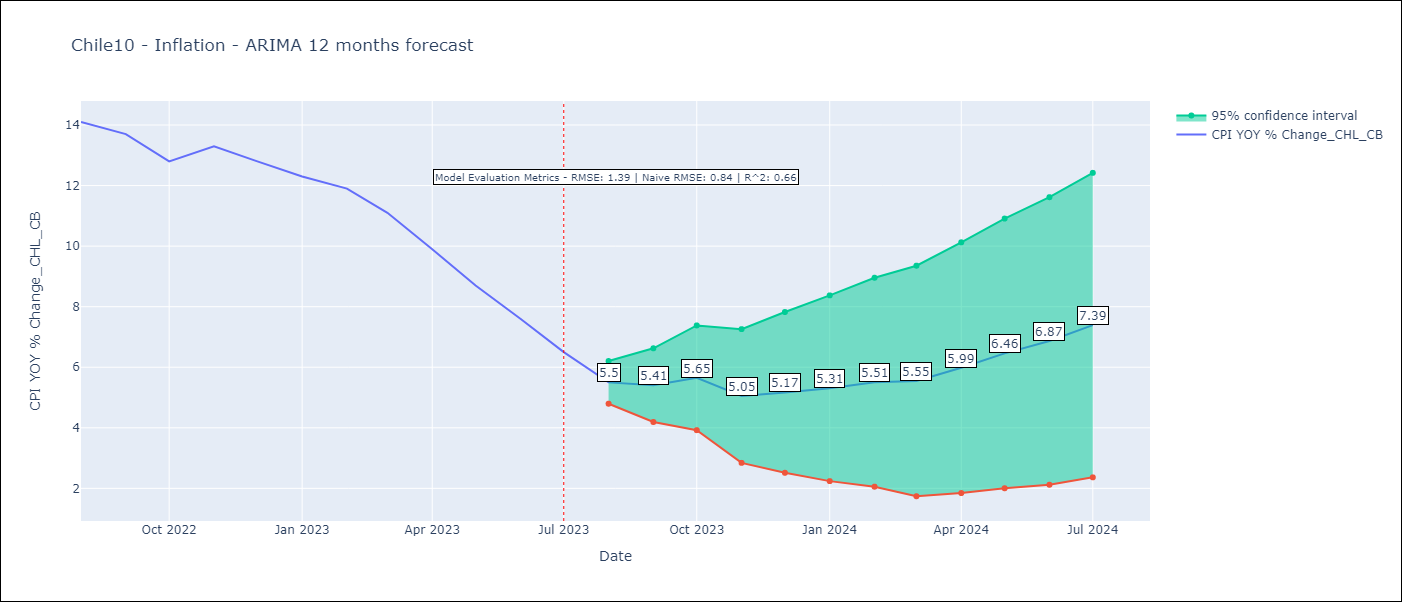 Chile10 - Inflation - ARIMA 12 months forecast
95% confidence interval
CPI YOY % Change_CHL_CB
CPI YOY % Change_CHL_CB
14
12
10
8
6
4
2
Model Evaluation Metrics - RMSE: 1.39 | Naive RMSE: 0.84 | R^2: 0.66
5.5
5.41
5.65
5.05
5.17
5.31
5.51
5.55
5.99
6.46
6.87
7.39
Oct 2022
Jan 2023
Apr 2023
Jul 2023
Oct 2023
Jan 2024
Apr 2024
Jul 2024
Date